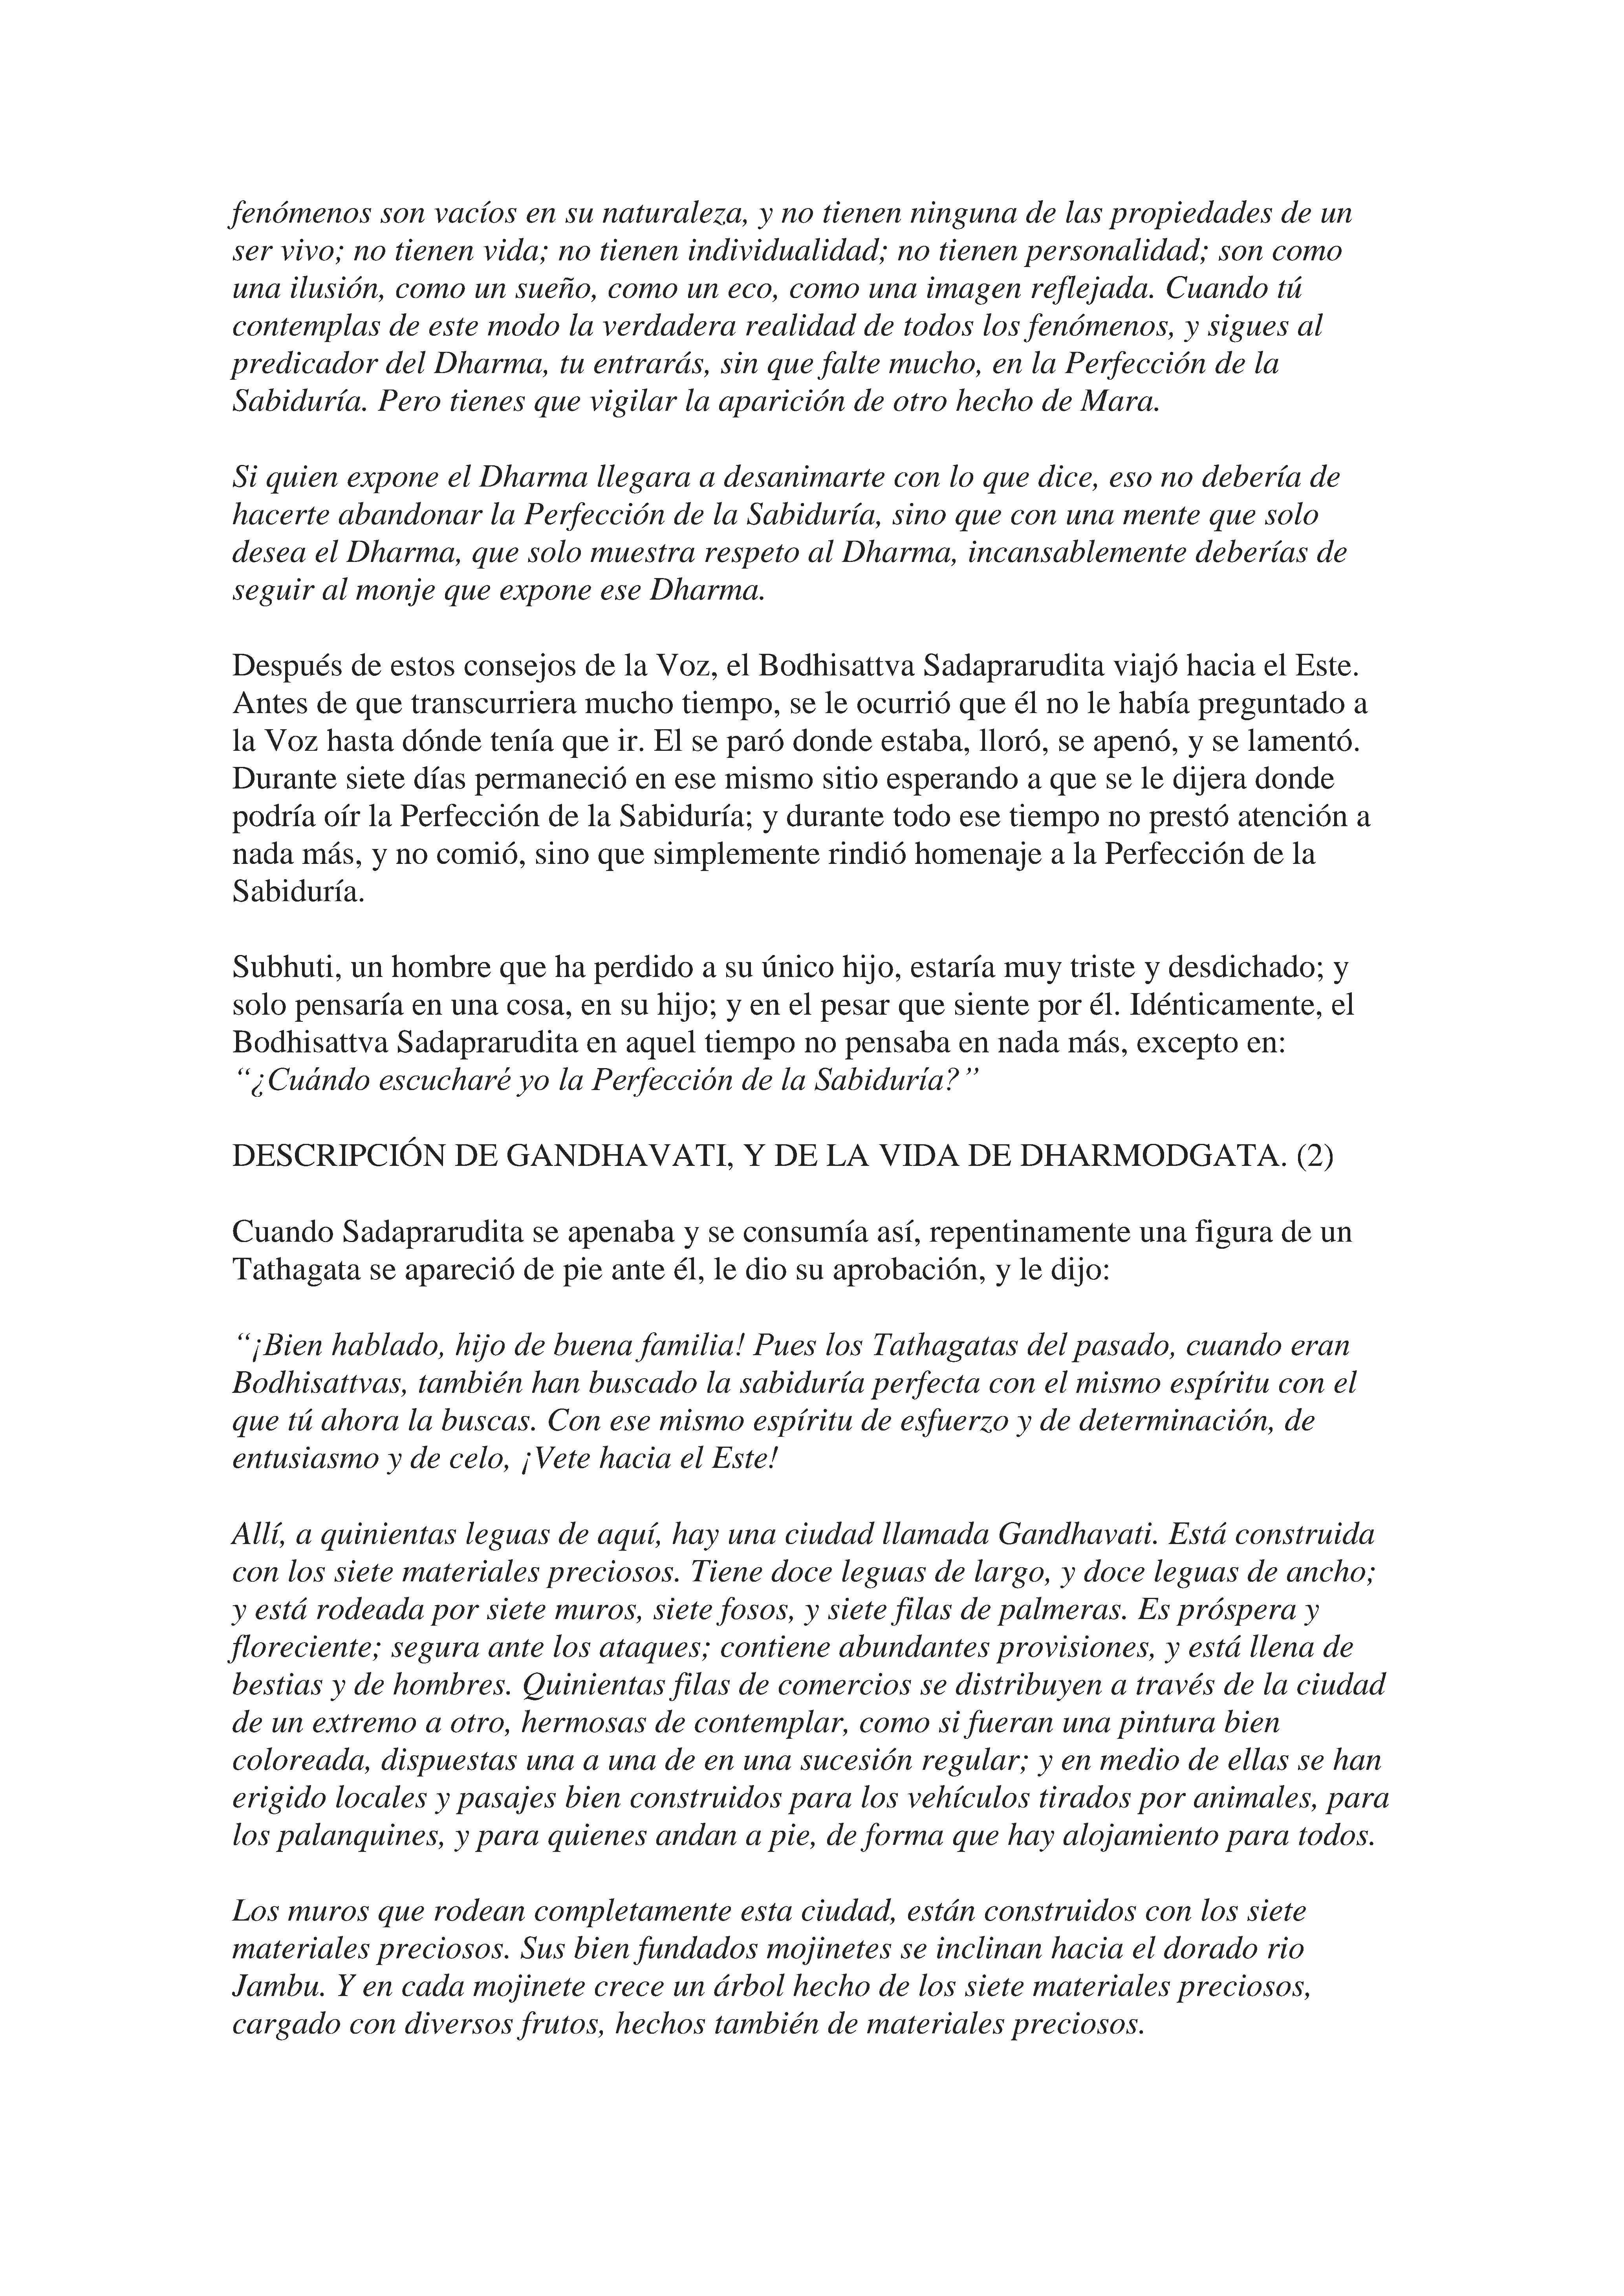 fenómenos son vacíos en su naturaleza, y no tienen ninguna de las propiedades de un
ser vivo; no tienen vida; no tienen individualidad; no tienen personalidad; son como
una ilusión, como un sueño, como un eco, como una imagen reflejada. Cuando tú
contemplas de este modo la verdadera realidad de todos los fenómenos, y sigues al
predicador del Dharma, tu entrarás, sin que falte mucho, en la Perfección de la
Sabiduría. Pero tienes que vigilar la aparición de otro hecho de Mara.
Si quien expone el Dharma llegara a desanimarte con lo que dice, eso no debería de
hacerte abandonar la Perfección de la Sabiduría, sino que con una mente que solo
desea el Dharma, que solo muestra respeto al Dharma, incansablemente deberías de
seguir al monje que expone ese Dharma.
Después de estos consejos de la Voz, el Bodhisattva Sadaprarudita viajó hacia el Este.
Antes de que transcurriera mucho tiempo, se le ocurrió que él no le había preguntado a
la Voz hasta dónde tenía que ir. El se paró donde estaba, lloró, se apenó, y se lamentó.
Durante siete días permaneció en ese mismo sitio esperando a que se le dijera donde
podría oír la Perfección de la Sabiduría; y durante todo ese tiempo no prestó atención a
nada más, y no comió, sino que simplemente rindió homenaje a la Perfección de la
Sabiduría.
Subhuti, un hombre que ha perdido a su único hijo, estaría muy triste y desdichado; y
solo pensaría en una cosa, en su hijo; y en el pesar que siente por él. Idénticamente, el
Bodhisattva Sadaprarudita en aquel tiempo no pensaba en nada más, excepto en:
“¿Cuándo escucharé yo la Perfección de la Sabiduría?”
DESCRIPCIÓN DE GANDHAVATI, Y DE LA VIDA DE DHARMODGATA. (2)
Cuando Sadaprarudita se apenaba y se consumía así, repentinamente una figura de un
Tathagata se apareció de pie ante él, le dio su aprobación, y le dijo:
“¡Bien hablado, hijo de buena familia! Pues los Tathagatas del pasado, cuando eran
Bodhisattvas, también han buscado la sabiduría perfecta con el mismo espíritu con el
que tú ahora la buscas. Con ese mismo espíritu de esfuerzo y de determinación, de
entusiasmo y de celo, ¡Vete hacia el Este!
Allí, a quinientas leguas de aquí, hay una ciudad llamada Gandhavati. Está construida
con los siete materiales preciosos. Tiene doce leguas de largo, y doce leguas de ancho;
y está rodeada por siete muros, siete fosos, y siete filas de palmeras. Es próspera y
floreciente; segura ante los ataques; contiene abundantes provisiones, y está llena de
bestias y de hombres. Quinientas filas de comercios se distribuyen a través de la ciudad
de un extremo a otro, hermosas de contemplar, como si fueran una pintura bien
coloreada, dispuestas una a una de en una sucesión regular; y en medio de ellas se han
erigido locales y pasajes bien construidos para los vehículos tirados por animales, para
los palanquines, y para quienes andan a pie, de forma que hay alojamiento para todos.
Los muros que rodean completamente esta ciudad, están construidos con los siete
materiales preciosos. Sus bien fundados mojinetes se inclinan hacia el dorado rio
Jambu. Y en cada mojinete crece un árbol hecho de los siete materiales preciosos,
cargado con diversos frutos, hechos también de materiales preciosos.